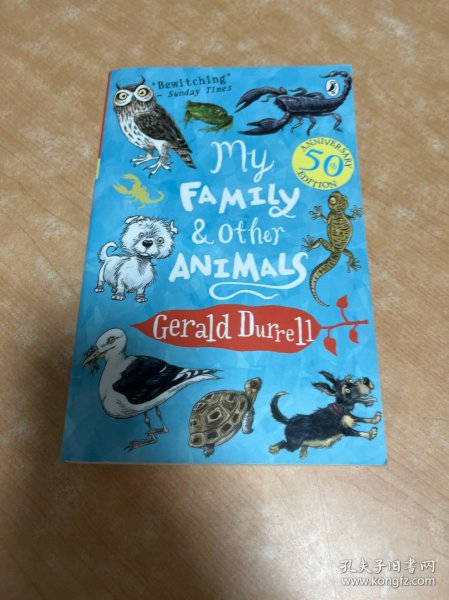 'Bewitching'
- Sunday Times
ANNIVERSARY
50
EDITION
My
FAMILY
& other
ANIMALS
Gerald Durrell
孔夫子旧书网
www.kongfz.com